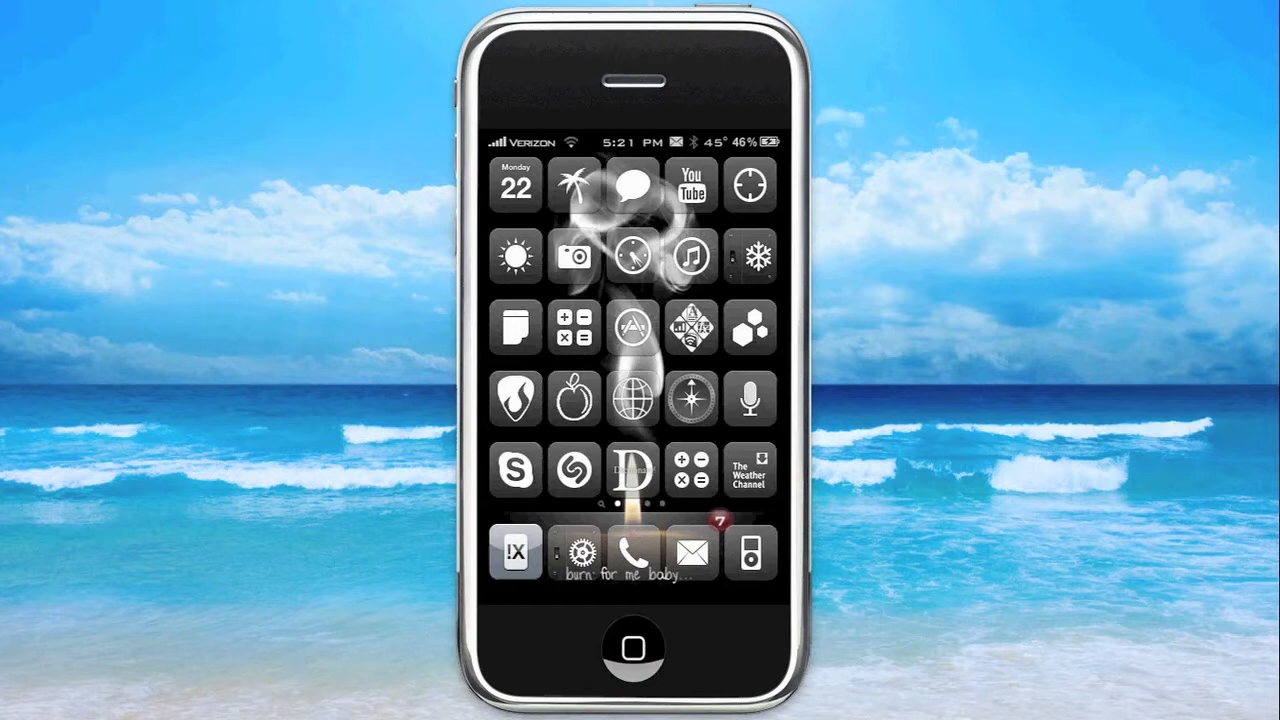 VERIZON 5:21 PM 45° 46%
Monday
22
You
Tube
D
The
Weather
Channel
7
!X
burn for me baby...